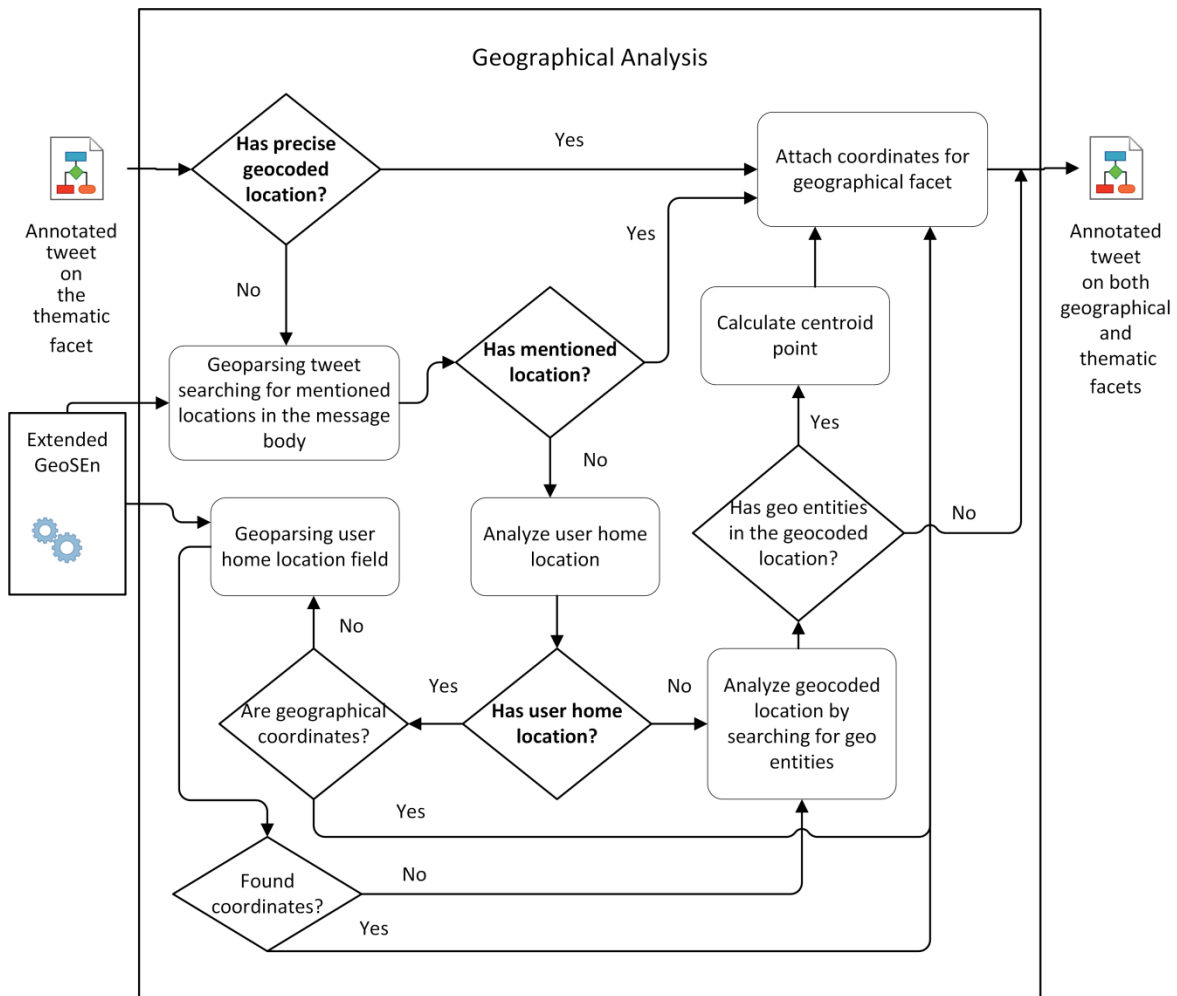 Geographical Analysis
Has precise
geocoded
location?
Yes
Attach coordinates for
geographical facet
Annotated
tweet
on
the
thematic
facet
Annotated
tweet
on both
geographical
and
thematic
facets
No
Yes
Geoparsing tweet
searching for mentioned
locations in the message
body
Has mentioned
location?
Calculate centroid
point
Extended
GeoSEn
No
Yes
Geoparsing user
home location field
Analyze user home
location
Has geo entities
in the geocoded
location?
No
No
Are geographical
coordinates?
Yes
Has user home
location?
No
Analyze geocoded
location by
searching for geo
entities
Yes
Found
coordinates?
No
Yes